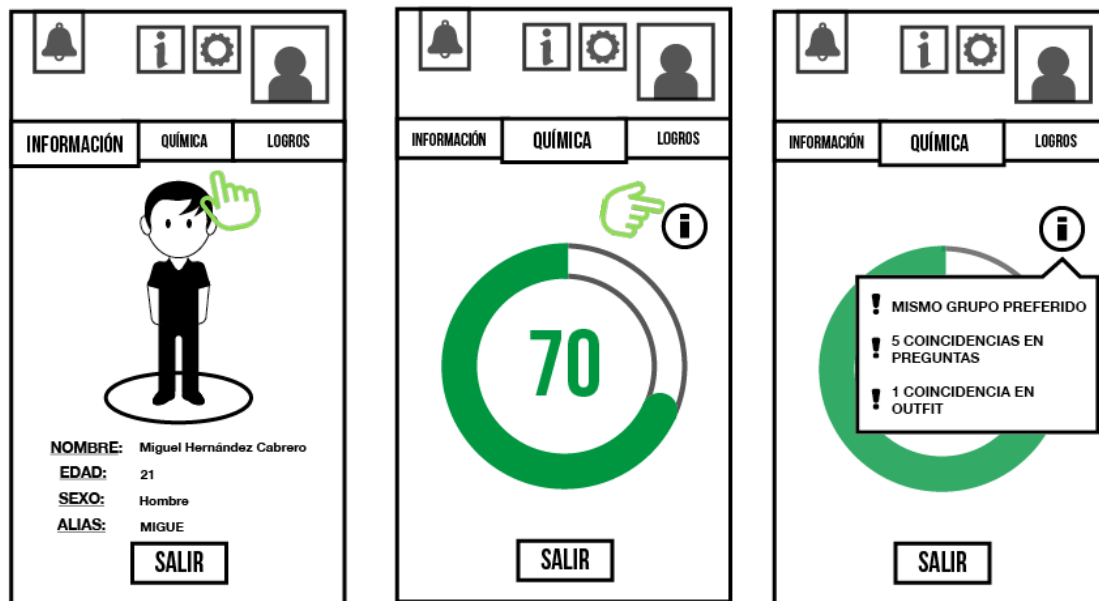 i
INFORMACIÓN QUÍMICA LOGROS
NOMBRE: Miguel Hernández Cabrero
EDAD: 21
SEXO: Hombre
ALIAS: MIGUE
SALIR
i
INFORMACIÓN QUÍMICA LOGROS
i
70
SALIR
i
INFORMACIÓN QUÍMICA LOGROS
i
! MISMO GRUPO PREFERIDO
! 5 COINCIDENCIAS EN
PREGUNTAS
! 1 COINCIDENCIA EN
OUTFIT
SALIR